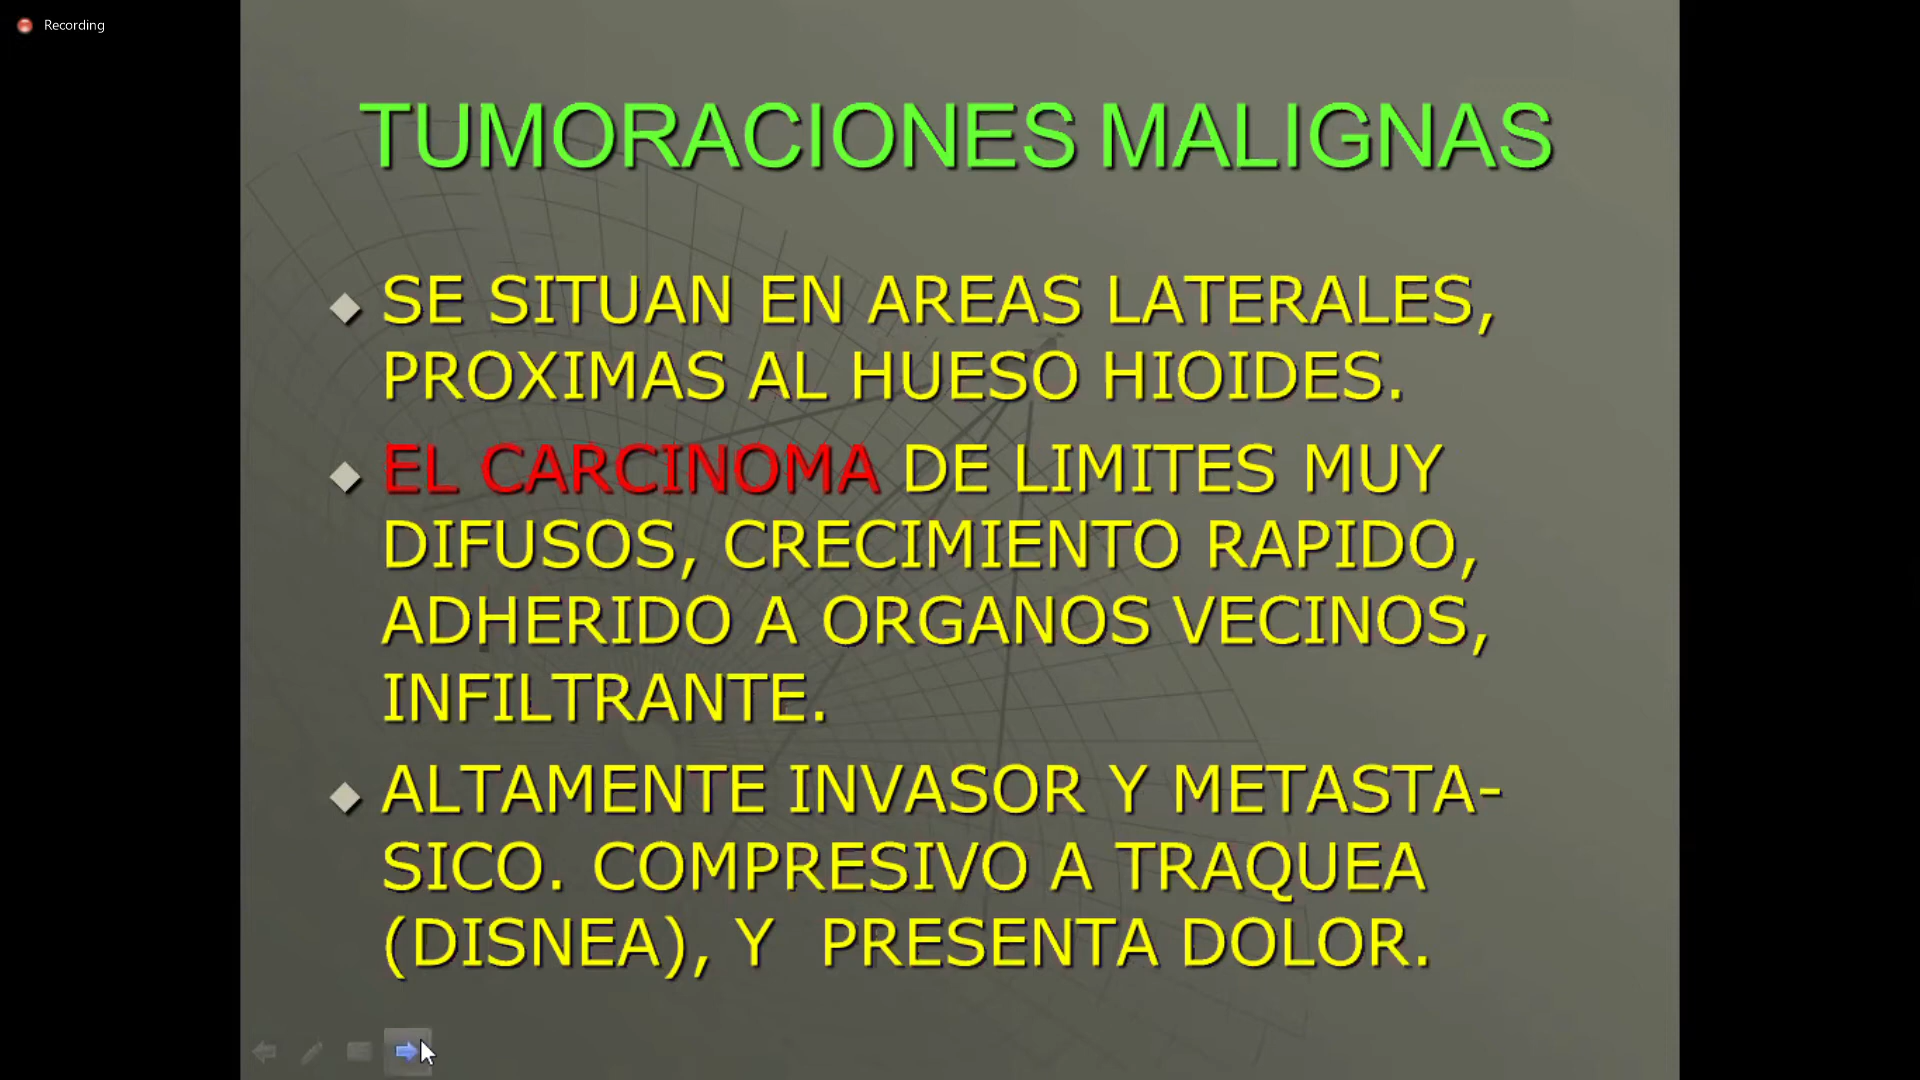 Recording
TUMORACIONES MALIGNAS
SE SITUAN EN AREAS LATERALES,
PROXIMAS AL HUESO HIOIDES.
EL CARCINOMA DE LIMITES MUY
DIFUSOS, CRECIMIENTO RAPIDO,
ADHERIDO A ORGANOS VECINOS,
INFILTRANTE.
ALTAMENTE INVASOR Y METASTA-
SICO. COMPRESIVO A TRAQUEA
(DISNEA), Y  PRESENTA DOLOR.